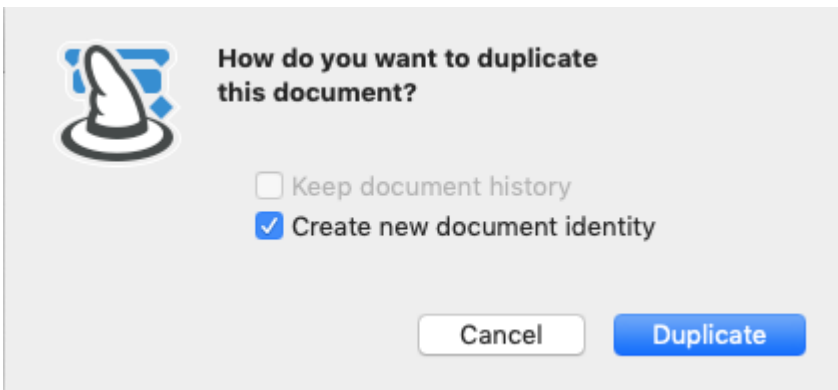 How do you want to duplicate
this document?
Keep document history
Create new document identity
Cancel
Duplicate